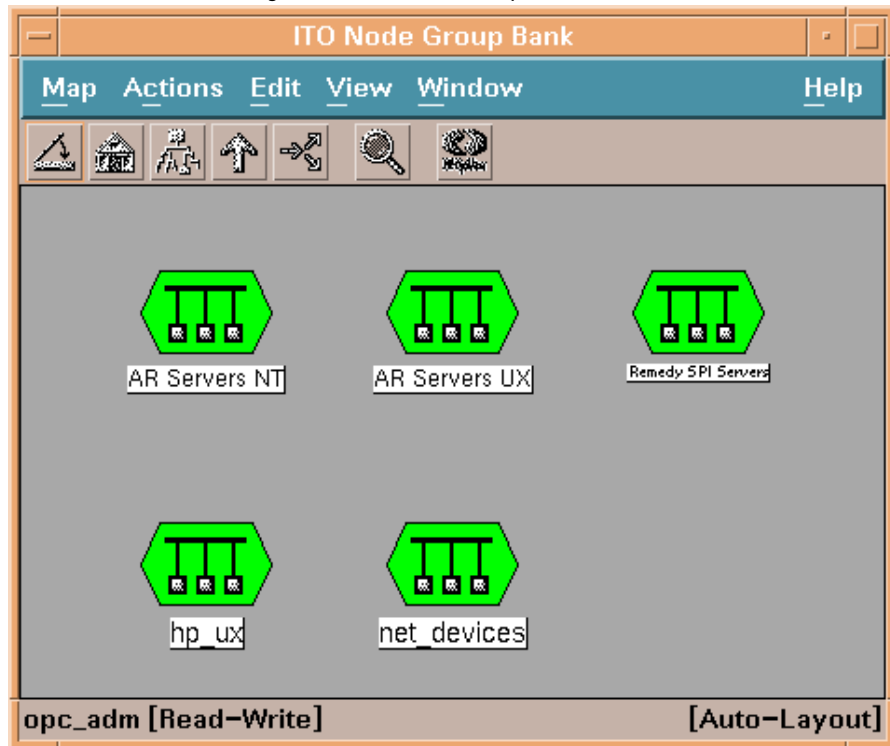 ITO Node Group Bank
Map Actions Edit View Window Help
AR Servers NT AR Servers UX Remedy SPI Servers
hp_ux net_devices
opc_adm [Read-Write] [Auto-Layout]